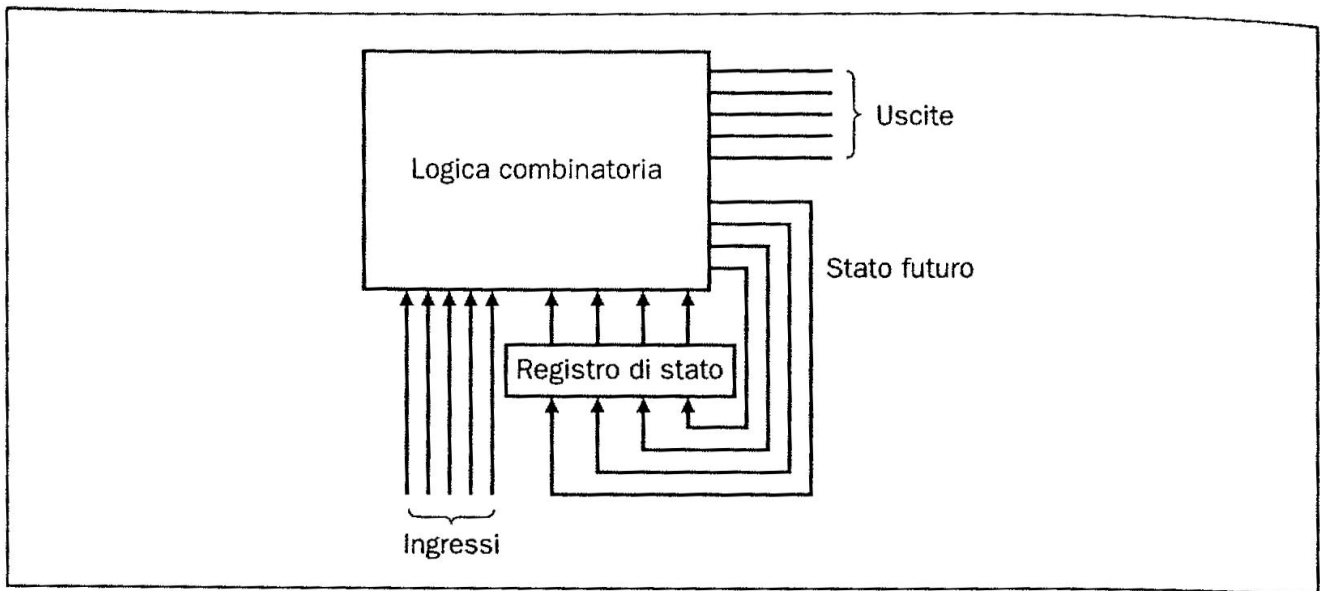 Logica combinatoria
Uscite
Stato futuro
Registro di stato
Ingressi